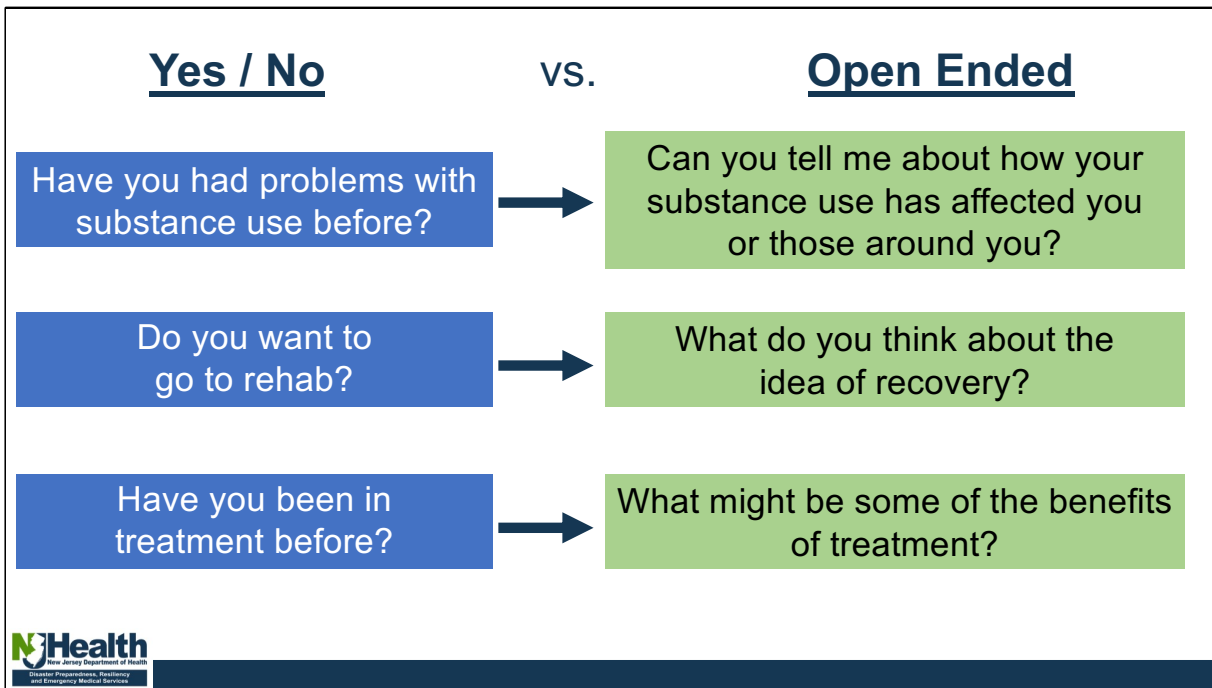 Yes / No
vs.
Open Ended
Have you had problems with
substance use before?
Can you tell me about how your
substance use has affected you
or those around you?
Do you want to
go to rehab?
What do you think about the
idea of recovery?
Have you been in
treatment before?
What might be some of the benefits
of treatment?
NJHealth
New Jersey Department of Health
Disaster Preparedness, Resiliency
and Emergency Medical Services